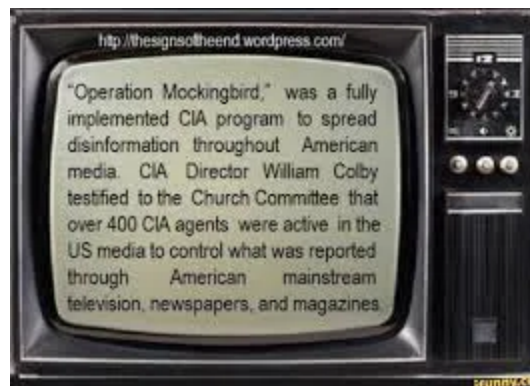 http://thesignsoftheend.wordpress.com/
"Operation Mockingbird," was a fully
implemented CIA program to spread
disinformation throughout American
media. CIA Director William Colby
testified to the Church Committee that
over 400 CIA agents were active in the
US media to control what was reported
through American mainstream
television, newspapers, and magazines